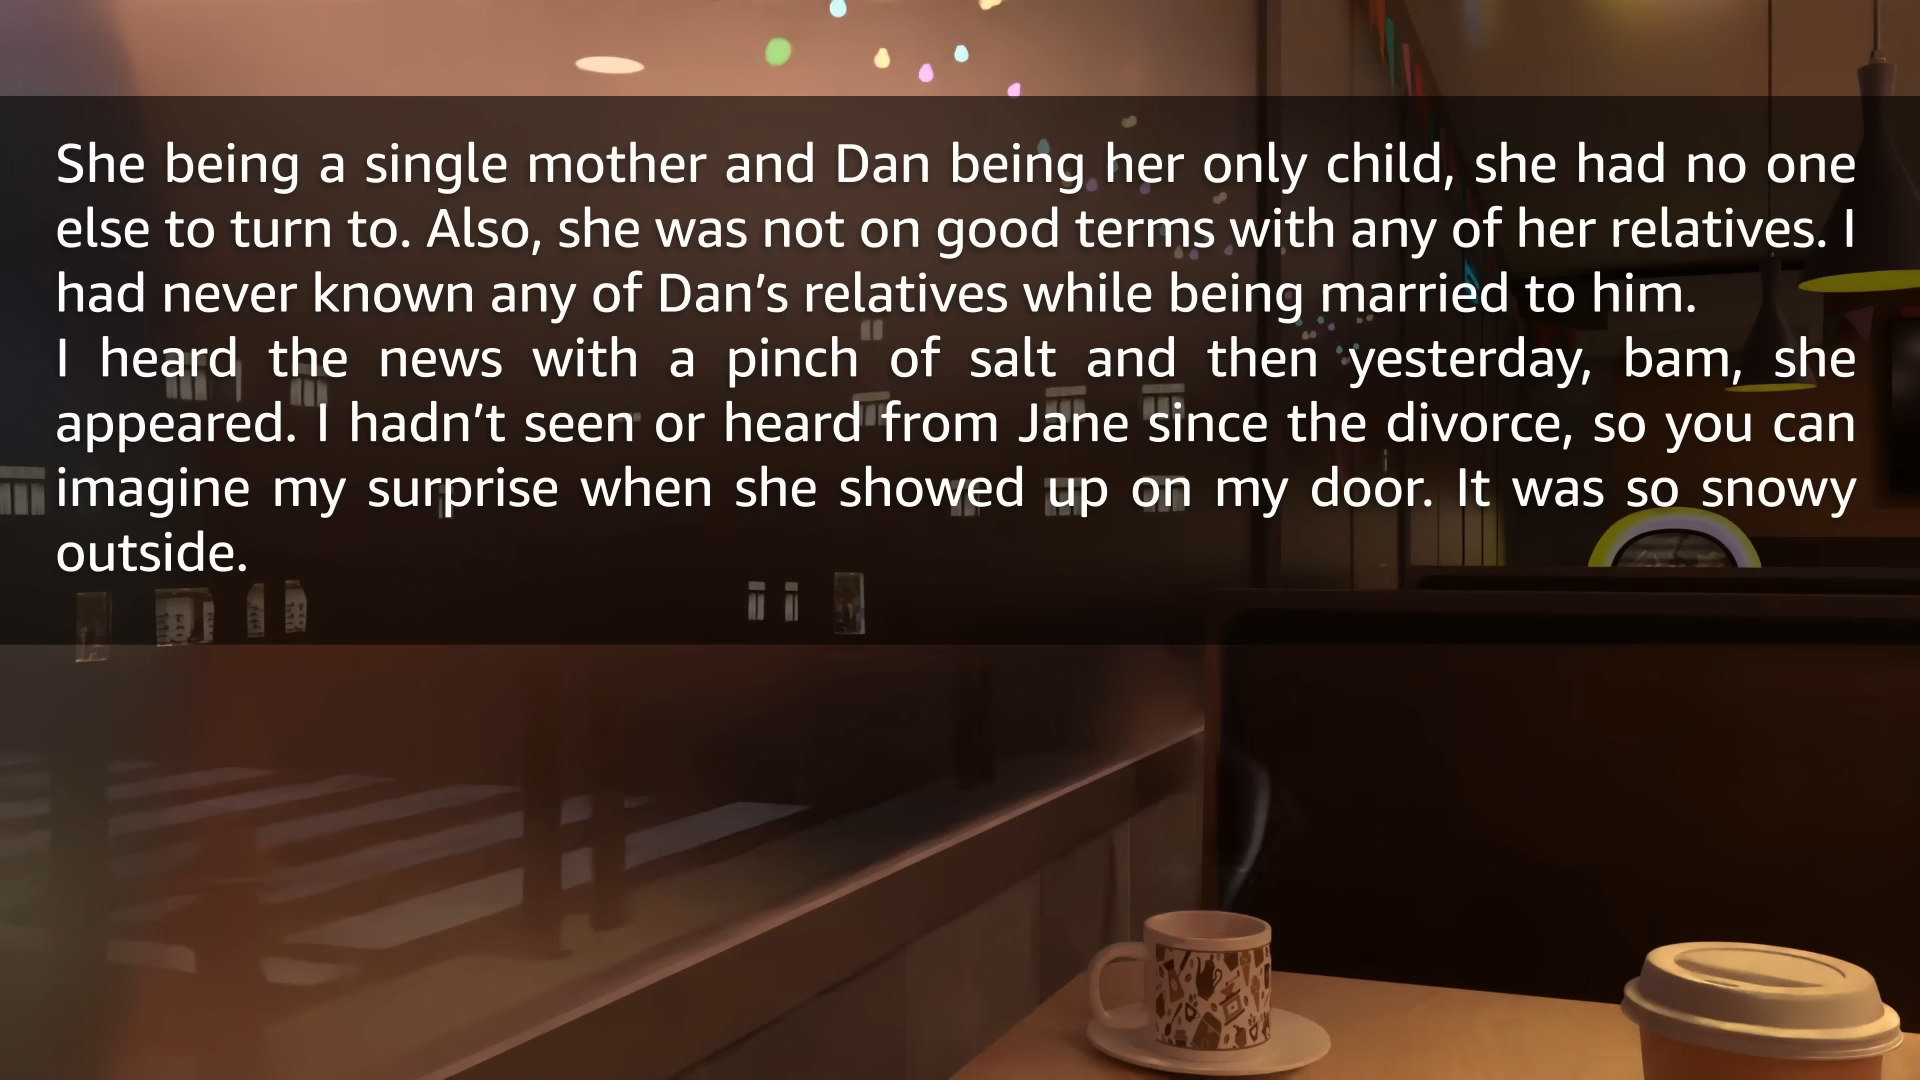 She being a single mother and Dan being her only child, she had no one
else to turn to. Also, she was not on good terms with any of her relatives. I
had never known any of Dan’s relatives while being married to him.
I heard the news with a pinch of salt and then yesterday, bam, she
appeared. I hadn’t seen or heard from Jane since the divorce, so you can
imagine my surprise when she showed up on my door. It was so snowy
outside.